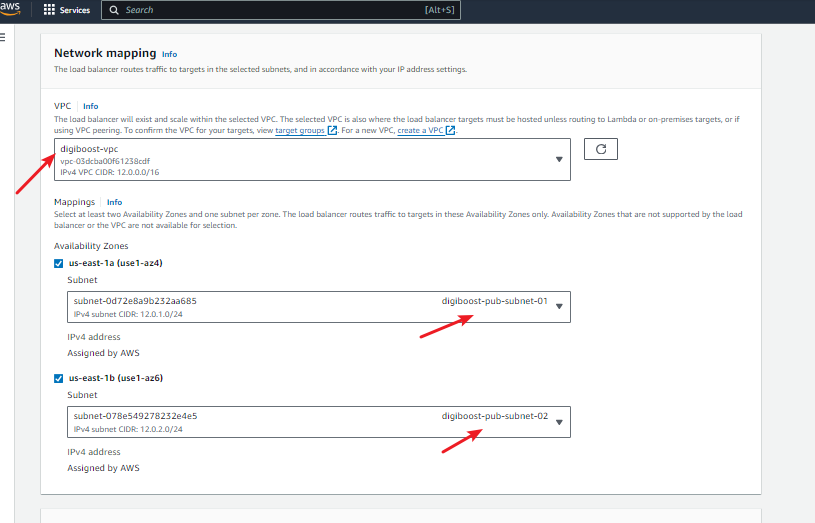 aws
Services
Search [Alt+S]
Network mapping Info
The load balancer routes traffic to targets in the selected subnets, and in accordance with your IP address settings.
VPC Info
The load balancer will exist and scale within the selected VPC. The selected VPC is also where the load balancer targets must be hosted unless routing to Lambda or on-premises targets, or if
using VPC peering. To confirm the VPC for your targets, view target groups. For a new VPC, create a VPC.
digiboost-vpc
vpc-03dcba00f61238cdf
IPv4 VPC CIDR: 12.0.0.0/16
Mappings Info
Select at least two Availability Zones and one subnet per zone. The load balancer routes traffic to targets in these Availability Zones only. Availability Zones that are not supported by the load
balancer or the VPC are not available for selection.
Availability Zones
us-east-1a (use1-az4)
Subnet
subnet-0d72e8a9b232aa685 digiboost-pub-subnet-01
IPv4 subnet CIDR: 12.0.1.0/24
IPv4 address
Assigned by AWS
us-east-1b (use1-az6)
Subnet
subnet-078e549278232e4e5 digiboost-pub-subnet-02
IPv4 subnet CIDR: 12.0.2.0/24
IPv4 address
Assigned by AWS